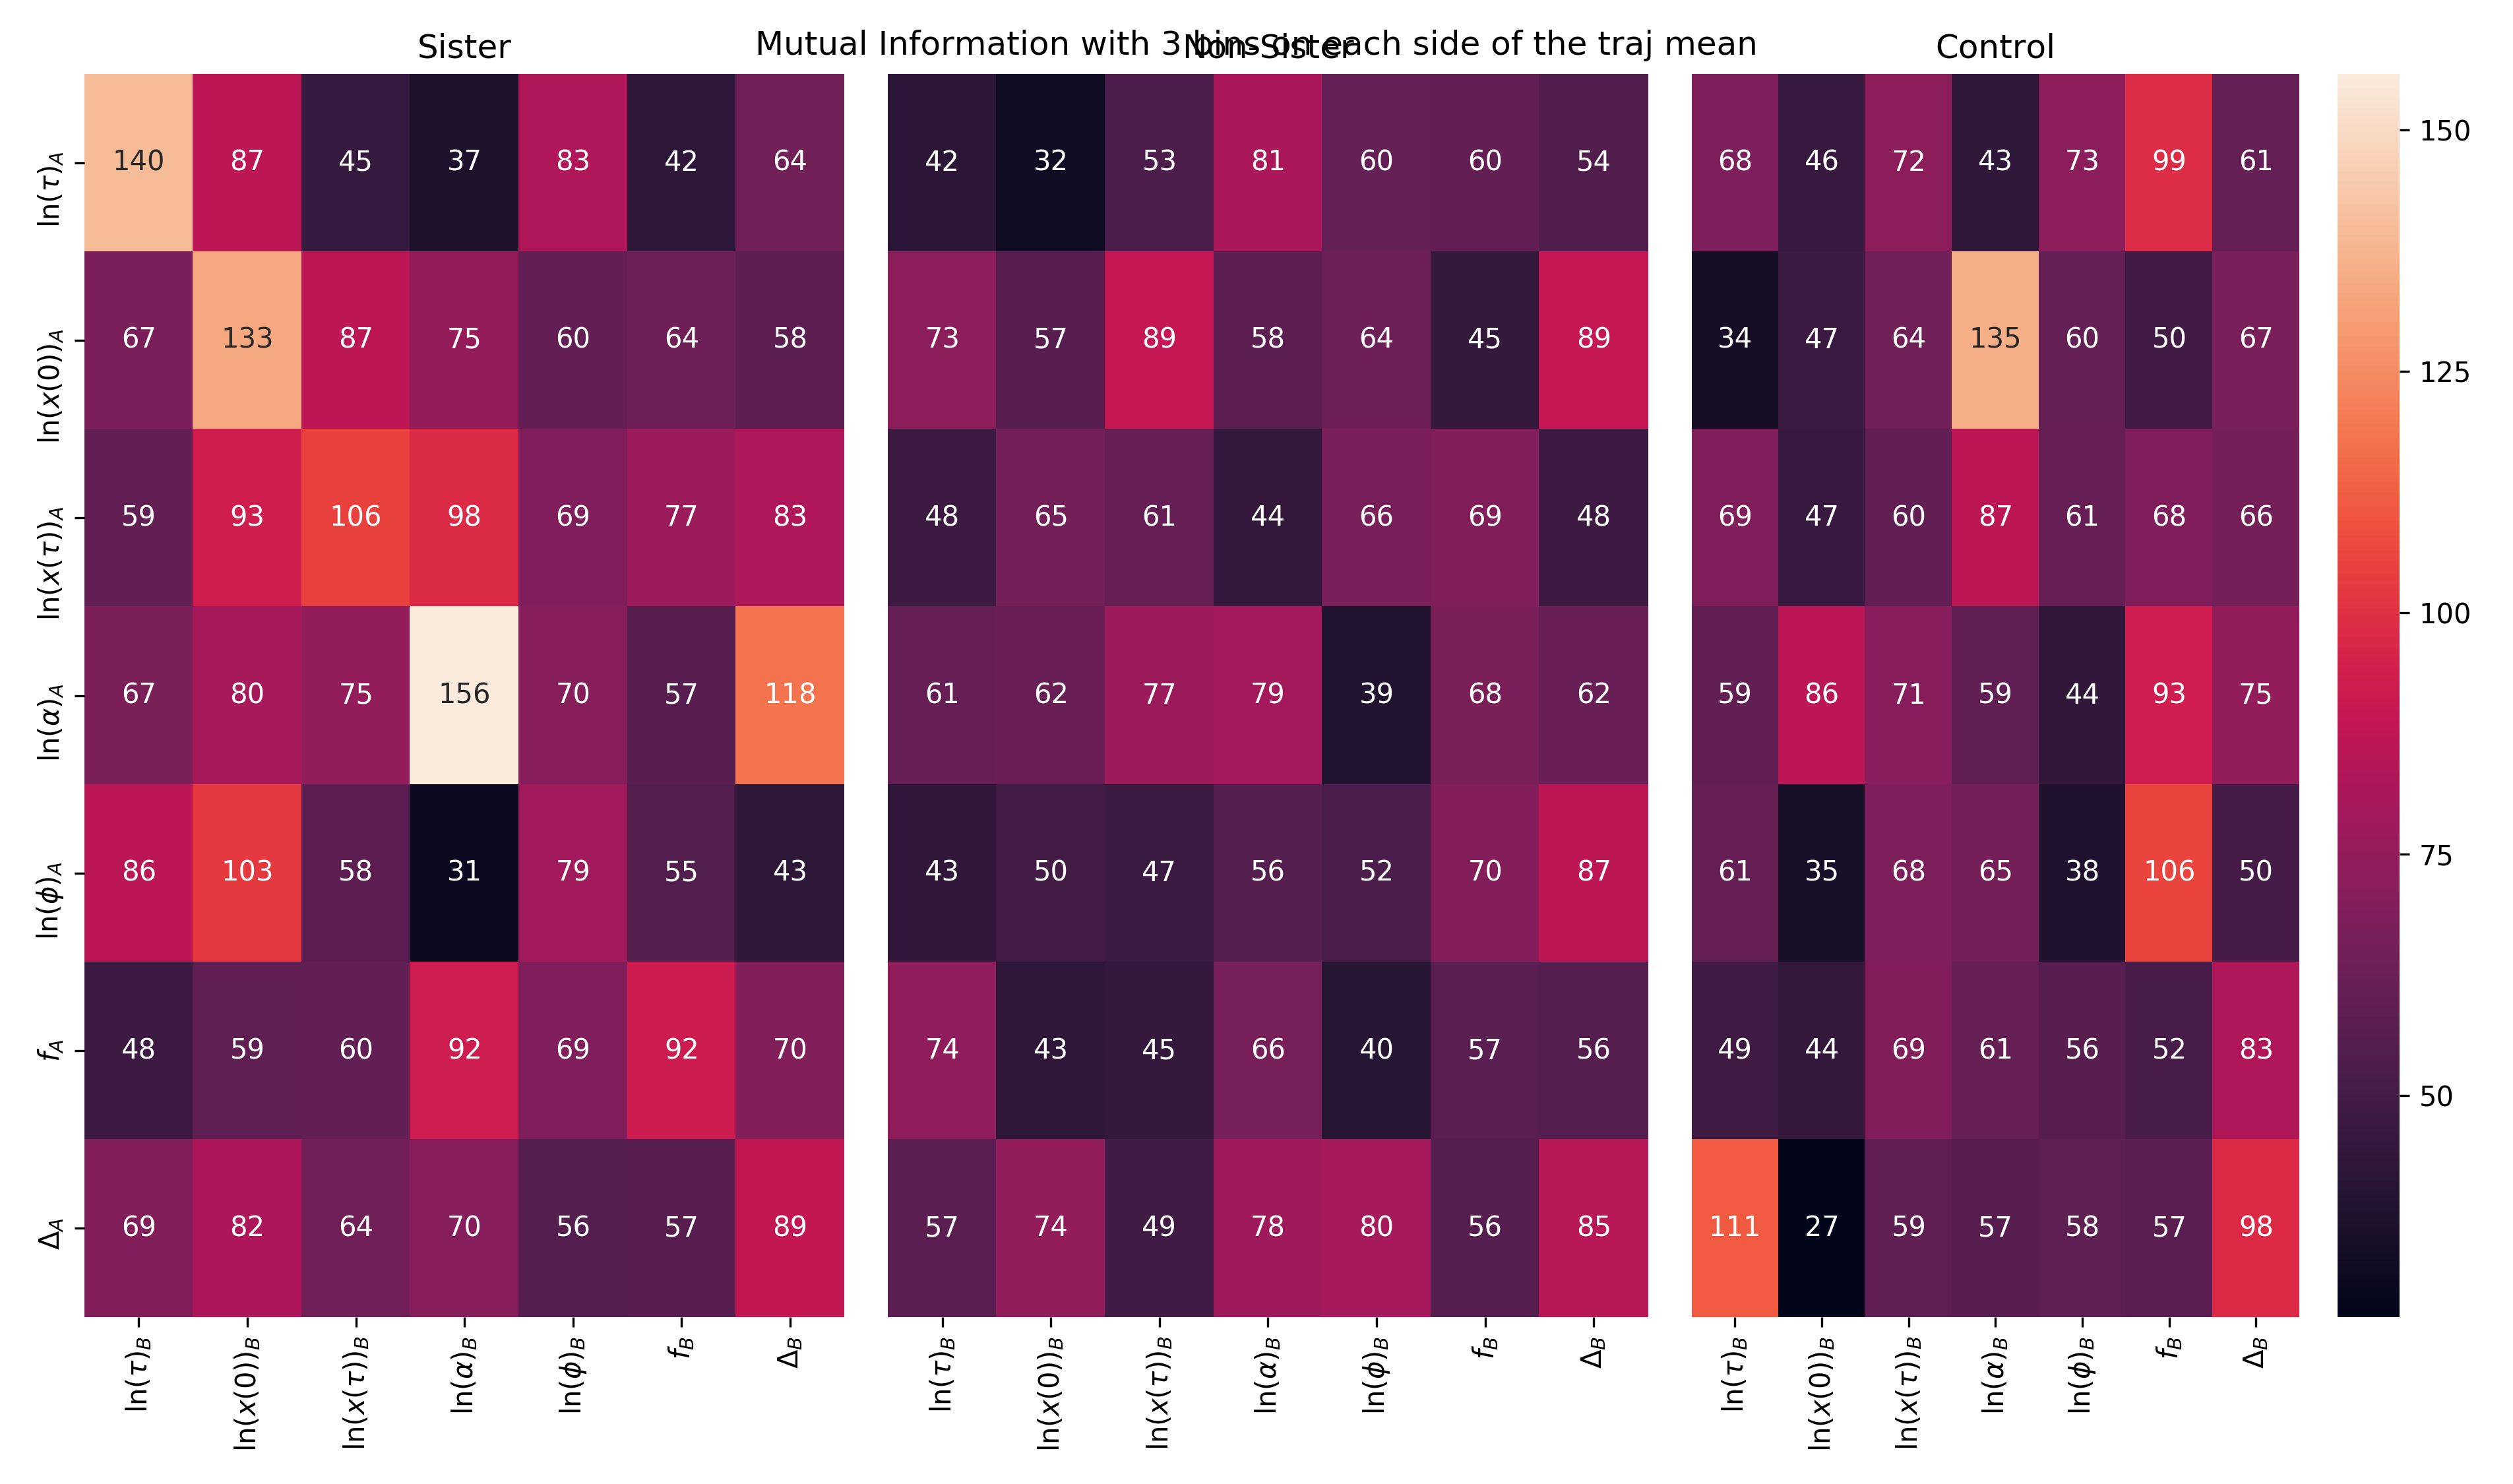 Mutual Information with 3 bins on each side of the traj mean
Sister
Non-Sister
Control
ln(τ)_A 140 87 45 37 83 42 64 42 32 53 81 60 60 54 68 46 72 43 73 99 61
ln(x(0))_A 67 133 87 75 60 64 58 73 57 89 58 64 45 89 34 47 64 135 60 50 67
ln(x(τ))_A 59 93 106 98 69 77 83 48 65 61 44 66 69 48 69 47 60 87 61 68 66
ln(α)_A 67 80 75 156 70 57 118 61 62 77 79 39 68 62 59 86 71 59 44 93 75
ln(ϕ)_A 86 103 58 31 79 55 43 43 50 47 56 52 70 87 61 35 68 65 38 106 50
f_A 48 59 60 92 69 92 70 74 43 45 66 40 57 56 49 44 69 61 56 52 83
Δ_A 69 82 64 70 56 57 89 57 74 49 78 80 56 85 111 27 59 57 58 57 98
ln(τ)_B ln(x(0))_B ln(x(τ))_B ln(α)_B ln(ϕ)_B f_B Δ_B
ln(τ)_B ln(x(0))_B ln(x(τ))_B ln(α)_B ln(ϕ)_B f_B Δ_B
ln(τ)_B ln(x(0))_B ln(x(τ))_B ln(α)_B ln(ϕ)_B f_B Δ_B
150
125
100
75
50